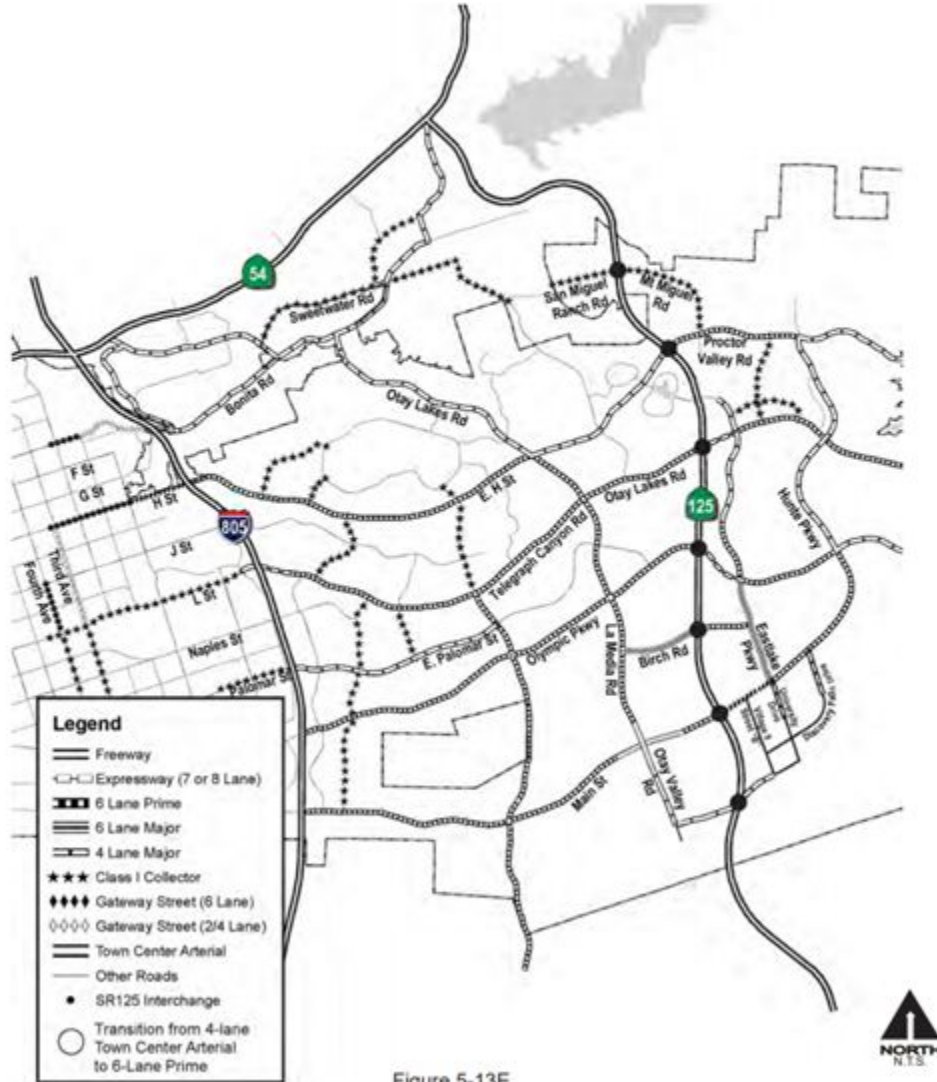 54
Sweetwater Rd
San Miguel
Ranch Rd
Mt Miguel
Rd
Proctor
Valley Rd
Bonita Rd
Otay Lakes Rd
F St
G St
H St
E. H St
Otay Lakes Rd
125
Hunte Pkwy
805
J St
Third Ave
Fourth Ave
L St
Telegraph Canyon Rd
Naples St
Palomar St
E. Palomar St
Olympic Pkwy
La Media Rd
Birch Rd
Eastlake
Pkwy
Main St
Otay Valley
Rd
Legend
Freeway
Expressway (7 or 8 Lane)
6 Lane Prime
6 Lane Major
4 Lane Major
Class I Collector
Gateway Street (6 Lane)
Gateway Street (2/4 Lane)
Town Center Arterial
Other Roads
SR125 Interchange
Transition from 4-lane
Town Center Arterial
to 6-Lane Prime
NORTH
N.T.S.
Figure 5-13E